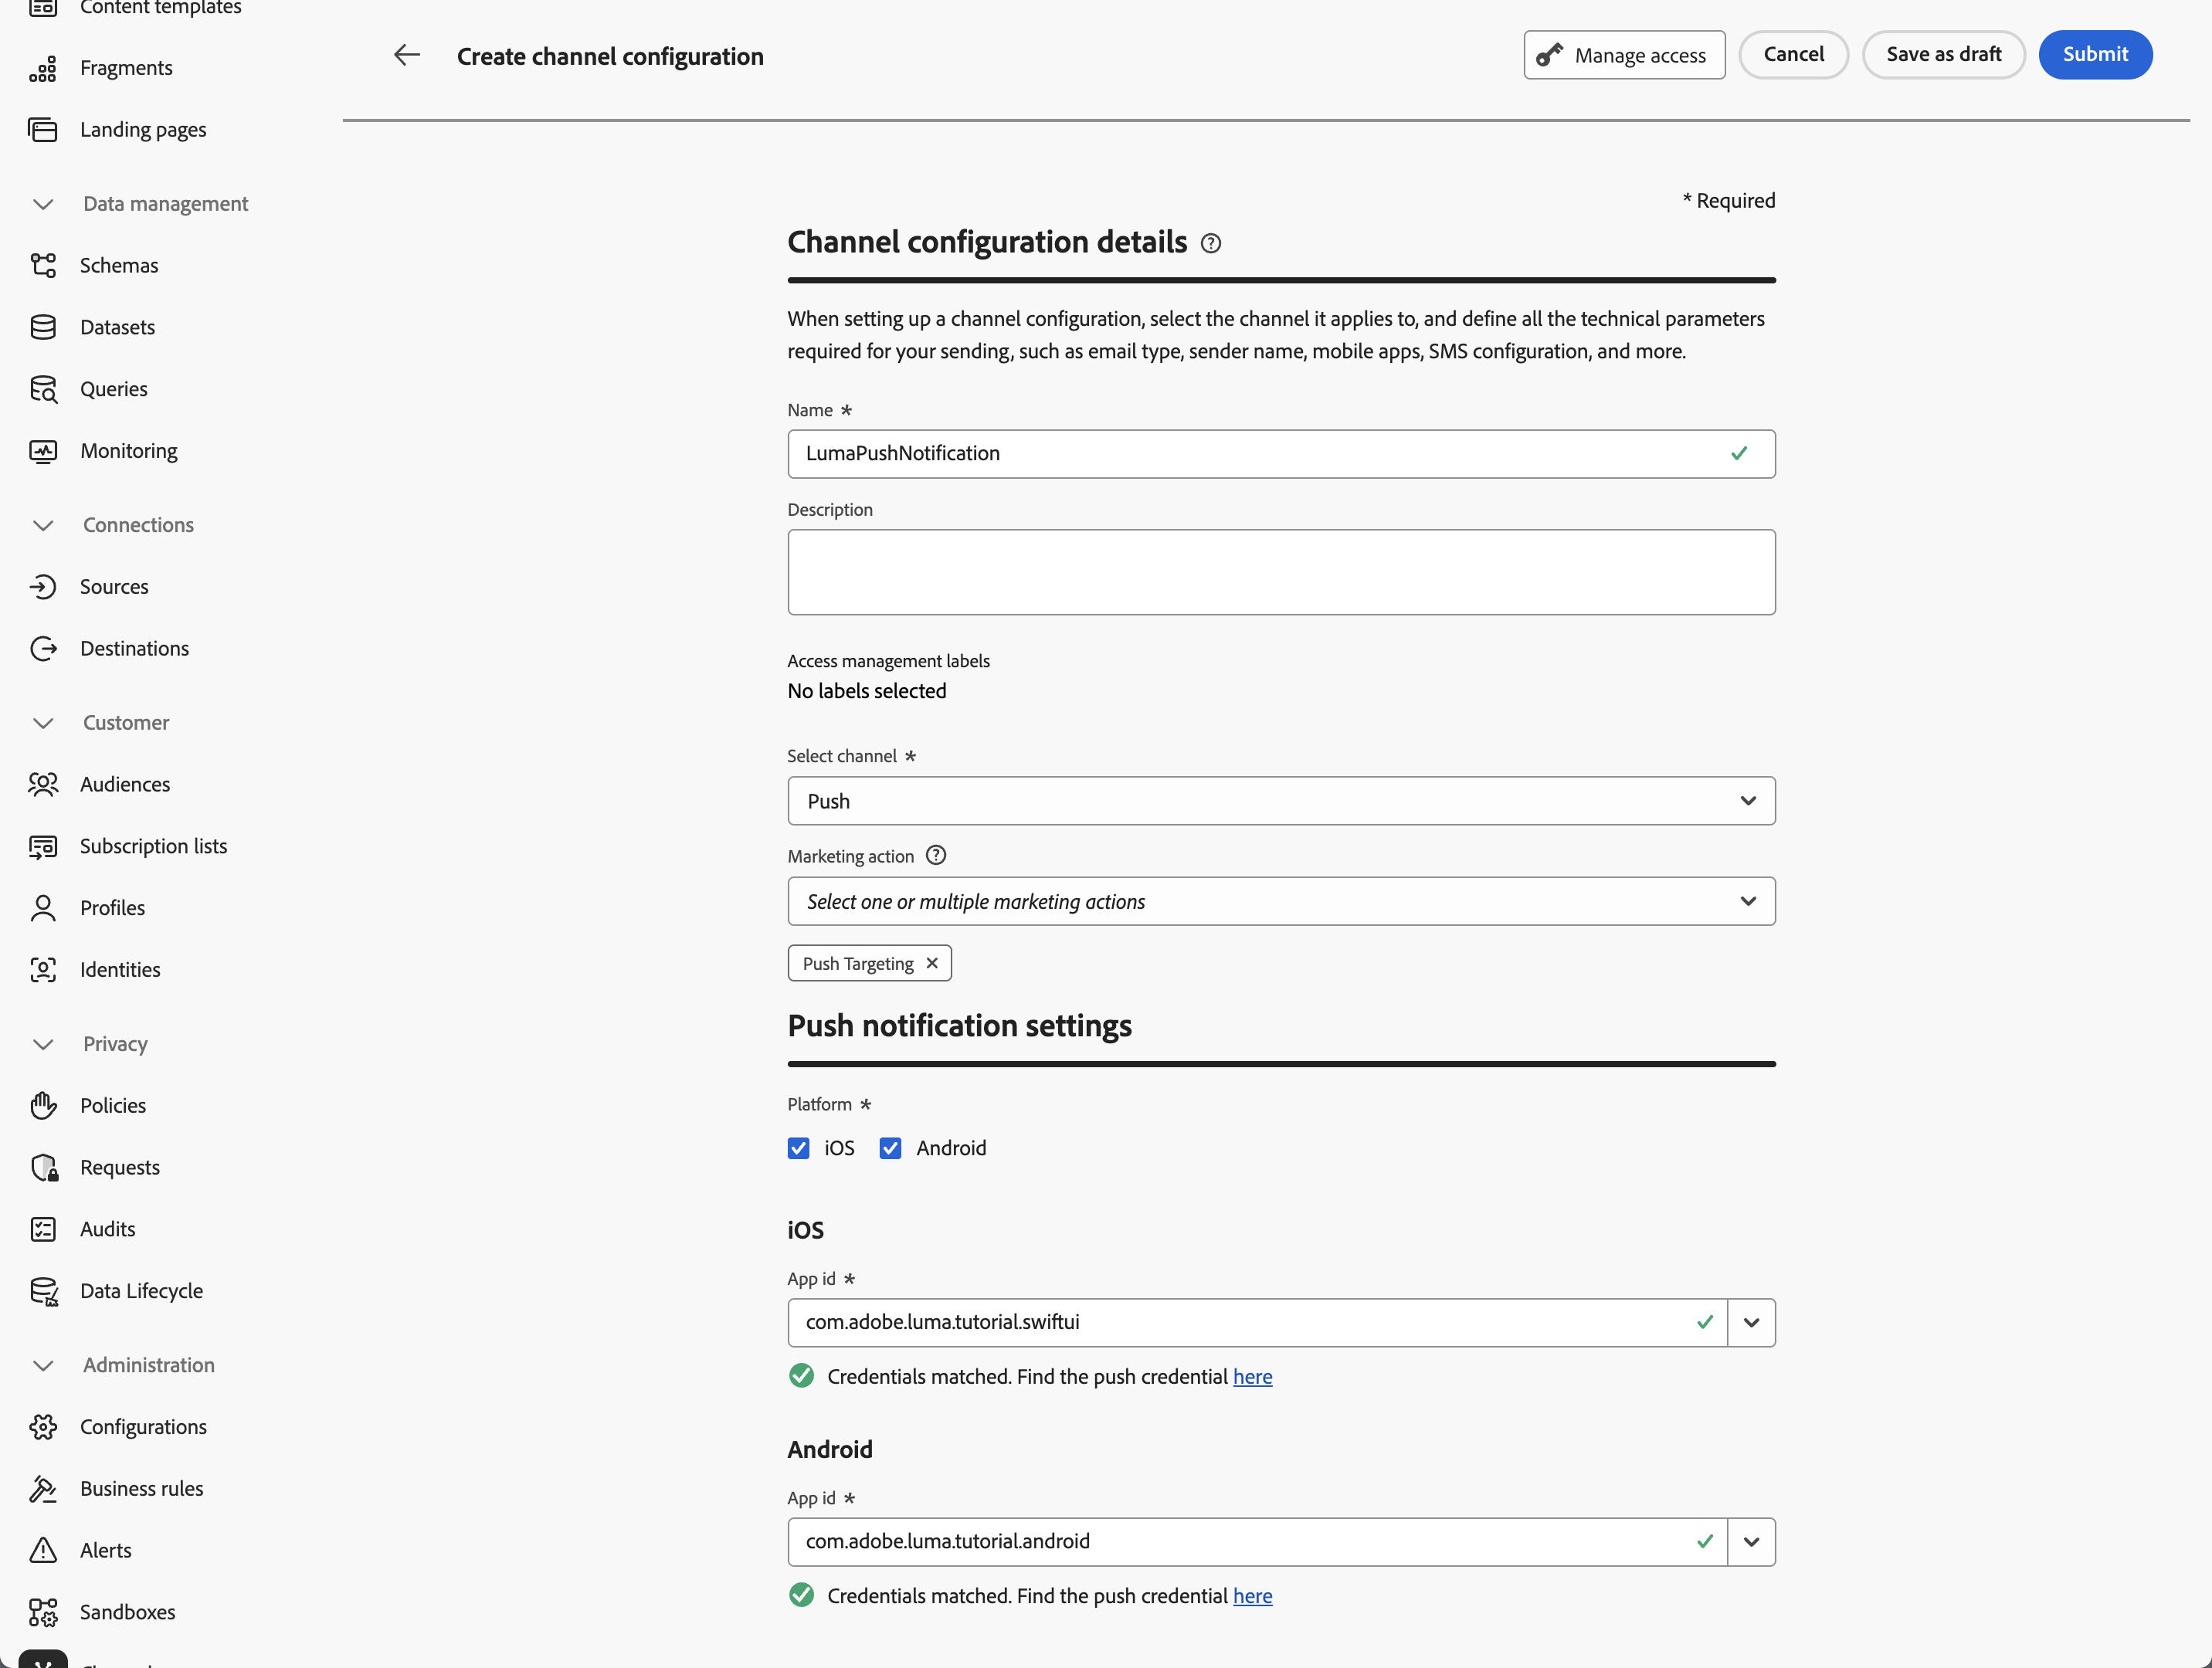 Content templates
Fragments
Landing pages
Data management
Schemas
Datasets
Queries
Monitoring
Connections
Sources
Destinations
Customer
Audiences
Subscription lists
Profiles
Identities
Privacy
Policies
Requests
Audits
Data Lifecycle
Administration
Configurations
Business rules
Alerts
Sandboxes
Create channel configuration
Manage access
Cancel
Save as draft
Submit
* Required
Channel configuration details
When setting up a channel configuration, select the channel it applies to, and define all the technical parameters
required for your sending, such as email type, sender name, mobile apps, SMS configuration, and more.
Name *
LumaPushNotification
Description
Access management labels
No labels selected
Select channel *
Push
Marketing action
Select one or multiple marketing actions
Push Targeting
Push notification settings
Platform *
iOS Android
iOS
App id *
com.adobe.luma.tutorial.swiftui
Credentials matched. Find the push credential here
Android
App id *
com.adobe.luma.tutorial.android
Credentials matched. Find the push credential here